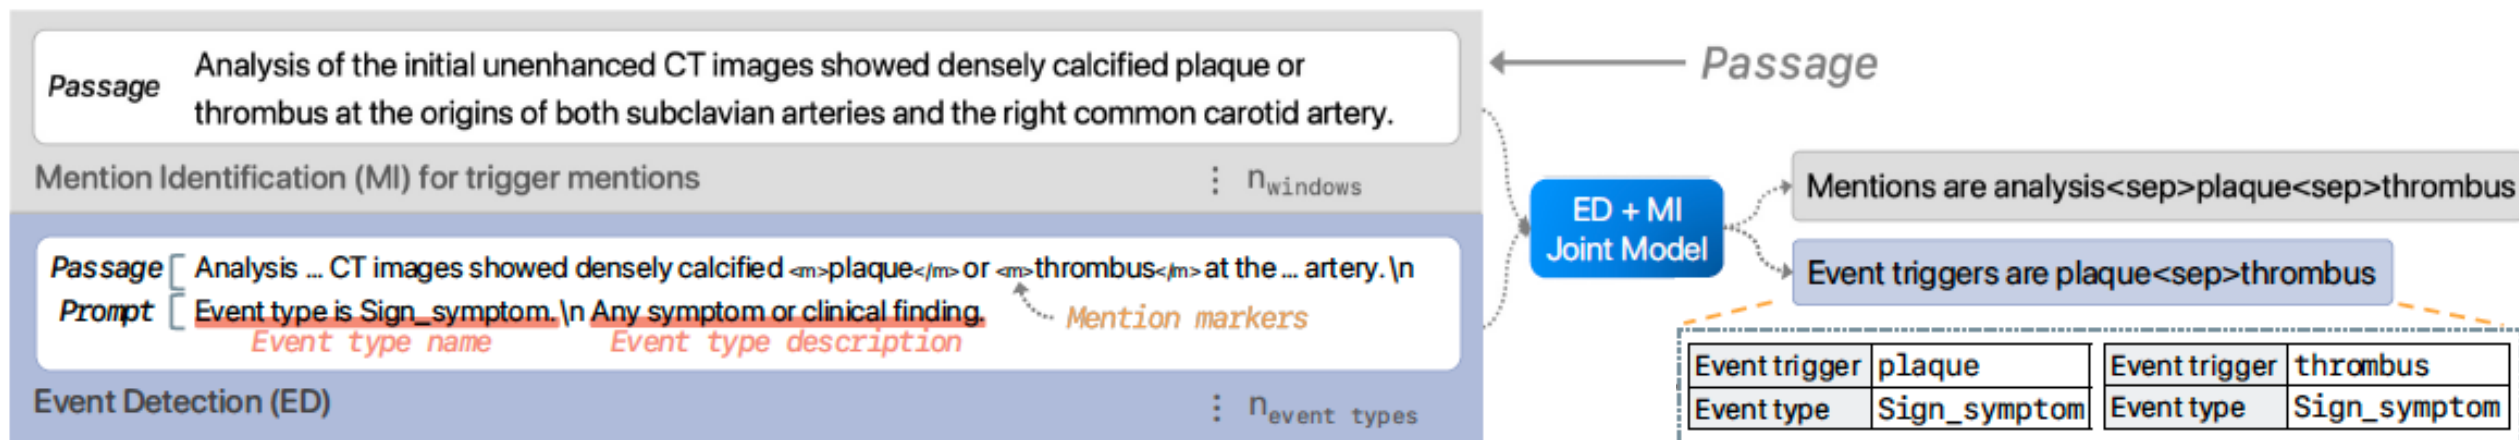 Passage
Analysis of the initial unenhanced CT images showed densely calcified plaque or
thrombus at the origins of both subclavian arteries and the right common carotid artery.
Mention Identification (MI) for trigger mentions
⋮ n_windows
Passage
Passage
Analysis ... CT images showed densely calcified <m>plaque</m> or <m>thrombus</m> at the ... artery. \n
Prompt
Event type is Sign_symptom. \n Any symptom or clinical finding.
Event type name
Event type description
Mention markers
Event Detection (ED)
⋮ n_event types
ED + MI
Joint Model
Mentions are analysis<sep>plaque<sep>thrombus
Event triggers are plaque<sep>thrombus
Event trigger plaque
Event type Sign_symptom
Event trigger thrombus
Event type Sign_symptom